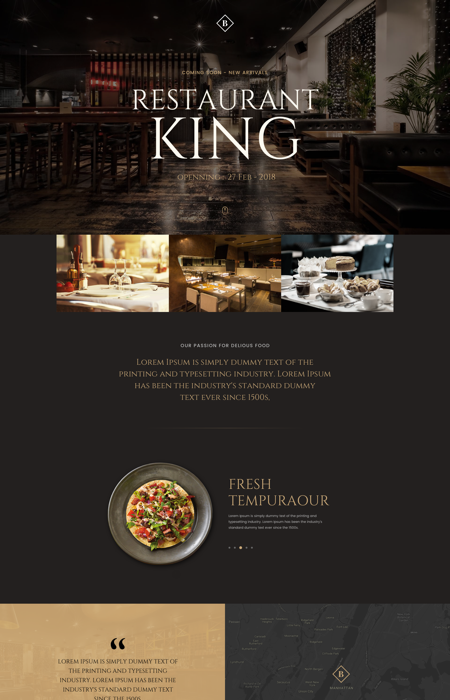 B
COMING SOON - NEW ARRIVALS
RESTAURANT
KING
OPENNING : 27 Feb - 2018
OUR PASSION FOR DELIOUS FOOD
Lorem Ipsum is simply dummy text of the
printing and typesetting industry. Lorem Ipsum
has been the industry's standard dummy
text ever since 1500s.
FRESH
TEMPURAOUR
Lorem Ipsum is simply dummy text of the printing and
typesetting industry. Lorem Ipsum has been the industry's
standard dummy text ever since the 1500s.
“
LOREM IPSUM IS SIMPLY DUMMY TEXT OF
THE PRINTING AND TYPESETTING
INDUSTRY. LOREM IPSUM HAS BEEN THE
INDUSTRY'S STANDARD DUMMY TEXT EVER
SINCE THE 1500S.
B
MANHATTAN